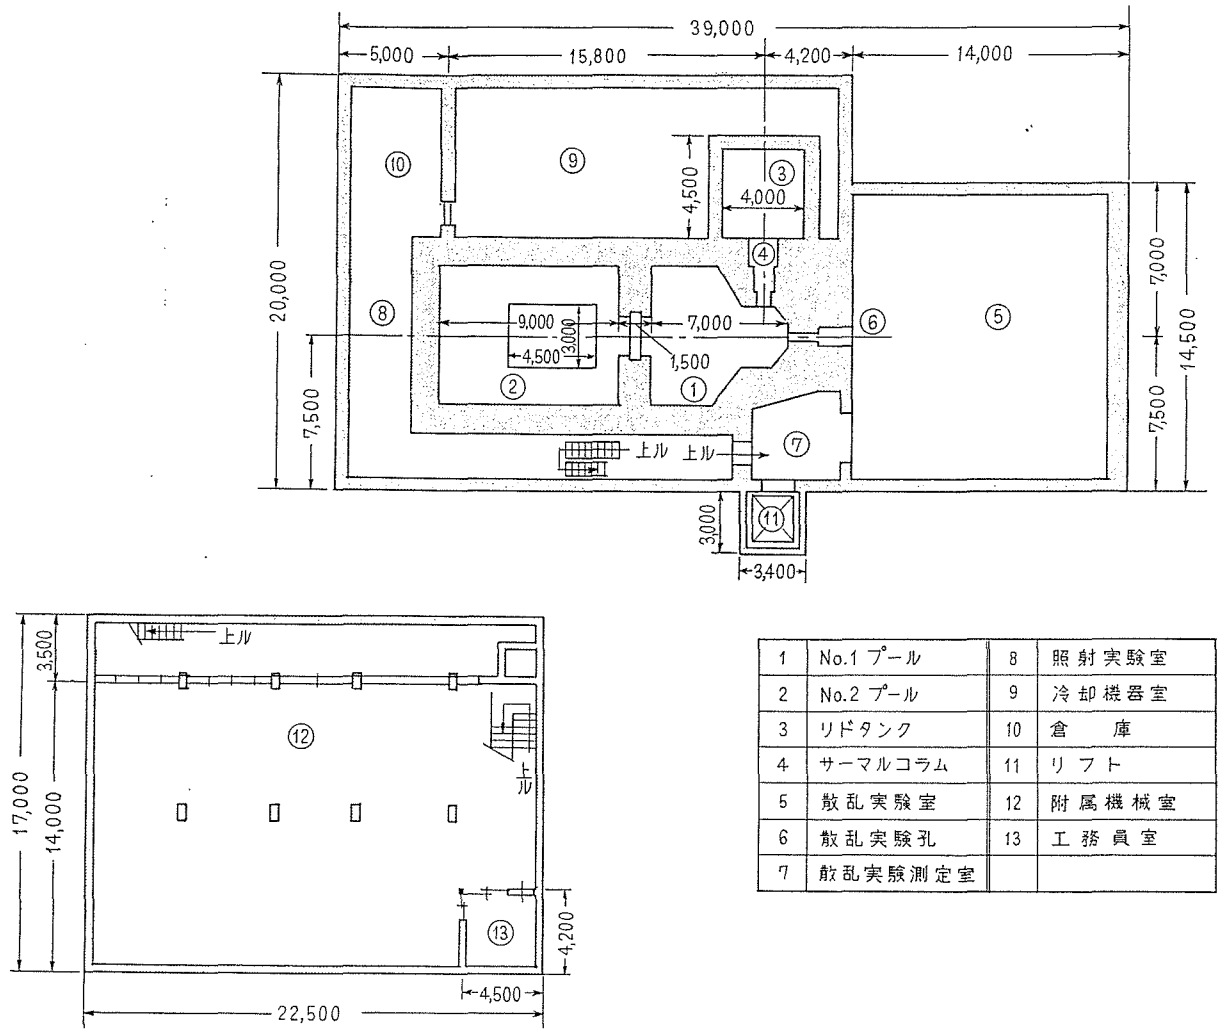 39,000
5,000 15,800 4,200 14,000
⑩ ⑨ ③
4,500
4,000
④
20,000
7,000
⑧ 9,000 3,000 7,000 ⑥ ⑤
4,500 1,500
14,500
② ①
7,500 7,500
上ル 上ル ⑦
⑪
3,000
3,400
上ル
3,500
⑫
上ル
17,000
14,000
⑬ 4,200
4,500
22,500
1 No.1 プール 8 照射実験室
2 No.2 プール 9 冷却機器室
3 リドタンク 10 倉 庫
4 サーマルコラム 11 リフト
5 散乱実験室 12 附属機械室
6 散乱実験孔 13 工務員室
7 散乱実験測定室